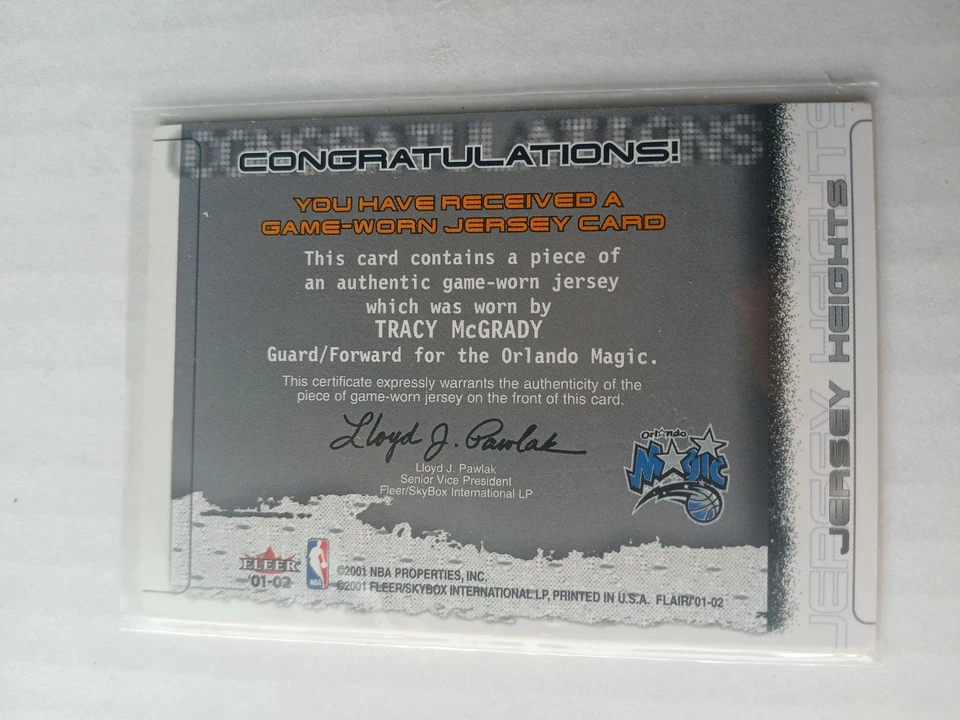 CONGRATULATIONS
CONGRATULATIONS!
YOU HAVE RECEIVED A
GAME-WORN JERSEY CARD
This card contains a piece of
an authentic game-worn jersey
which was worn by
TRACY McGRADY
Guard/Forward for the Orlando Magic.
This certificate expressly warrants the authenticity of the
piece of game-worn jersey on the front of this card.
Lloyd J. Pawlak
Lloyd J. Pawlak
Senior Vice President
Fleer/SkyBox International LP
Orlando
Magic
FLEER
'01-02
NBA
©2001 NBA PROPERTIES, INC.
©2001 FLEER/SKYBOX INTERNATIONAL LP, PRINTED IN U.S.A. FLAIR/'01-02
JERSEY HEIGHTS
JERSEY HEIGHTS